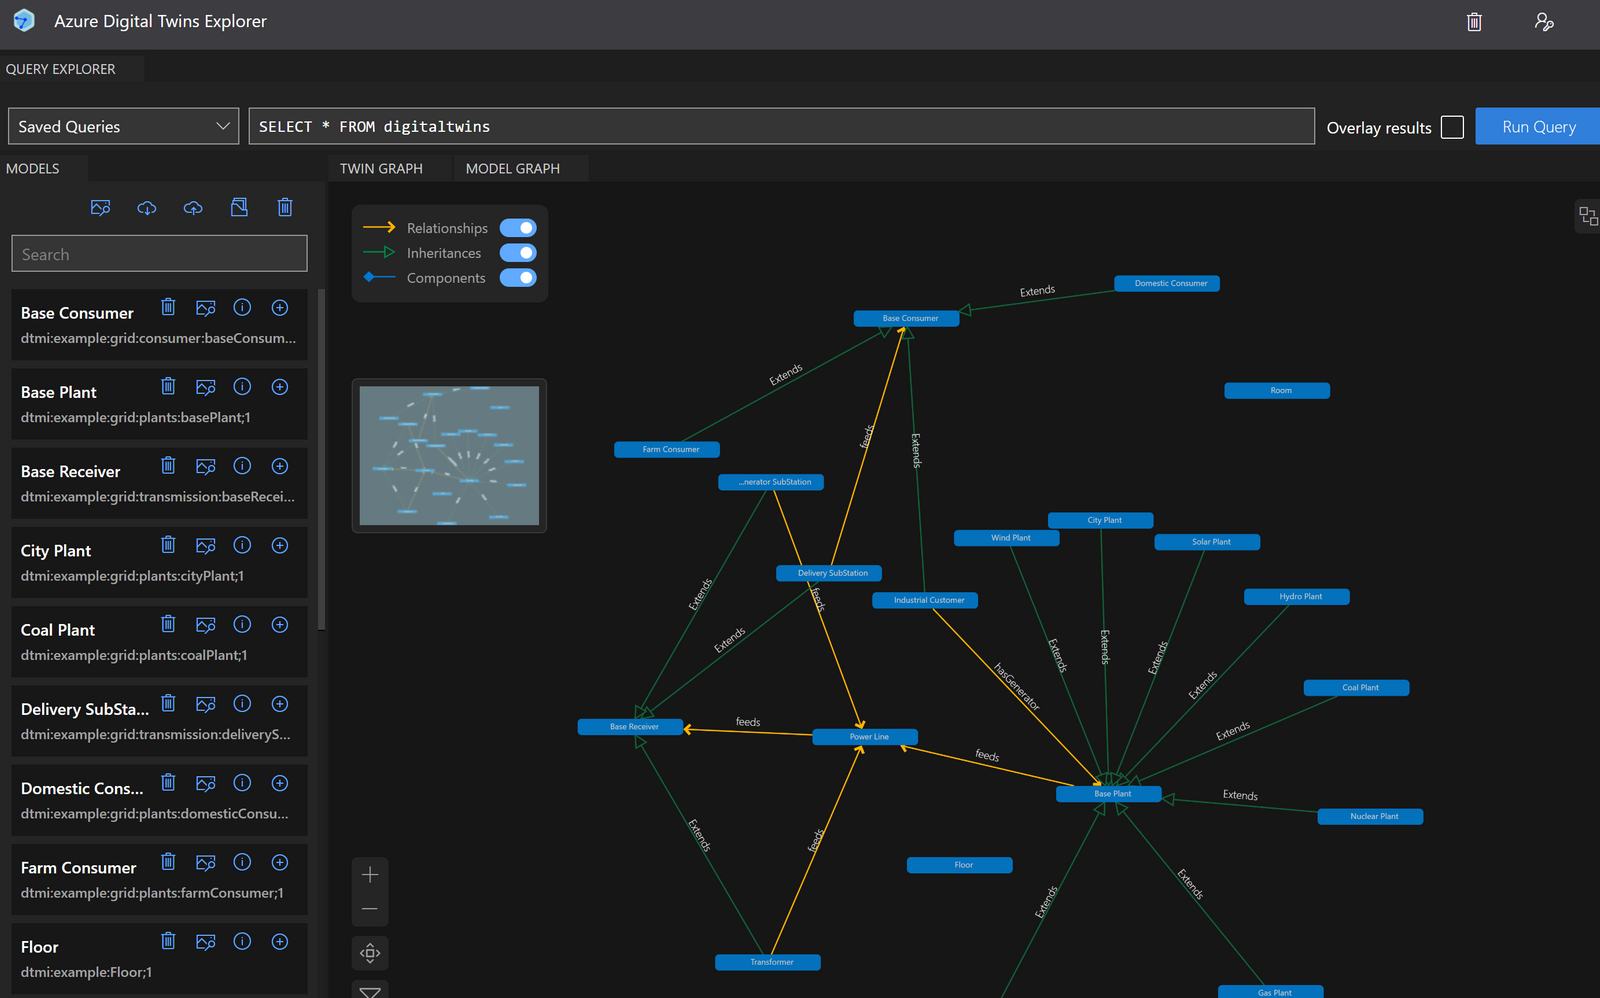 Azure Digital Twins Explorer
QUERY EXPLORER
Saved Queries
SELECT * FROM digitaltwins
Overlay results
Run Query
MODELS
TWIN GRAPH
MODEL GRAPH
Search
Base Consumer
dtmi:example:grid:consumer:baseConsum...
Base Plant
dtmi:example:grid:plants:basePlant;1
Base Receiver
dtmi:example:grid:transmission:baseRecei...
City Plant
dtmi:example:grid:plants:cityPlant;1
Coal Plant
dtmi:example:grid:plants:coalPlant;1
Delivery SubSta...
dtmi:example:grid:transmission:deliveryS...
Domestic Cons...
dtmi:example:grid:plants:domesticConsu...
Farm Consumer
dtmi:example:grid:plants:farmConsumer;1
Floor
dtmi:example:Floor;1
Relationships
Inheritances
Components
Domestic Consumer
Extends
Base Consumer
Extends
Room
feeds
Extends
Farm Consumer
...nerator SubStation
City Plant
Wind Plant
Solar Plant
Delivery SubStation
Industrial Customer
Hydro Plant
Extends
feeds
Extends
Extends
Extends
Extends
Extends
hasGenerator
Coal Plant
Base Receiver
feeds
Power Line
Extends
feeds
Base Plant
Extends
Nuclear Plant
Extends
feeds
Floor
Extends
Extends
Transformer
Gas Plant